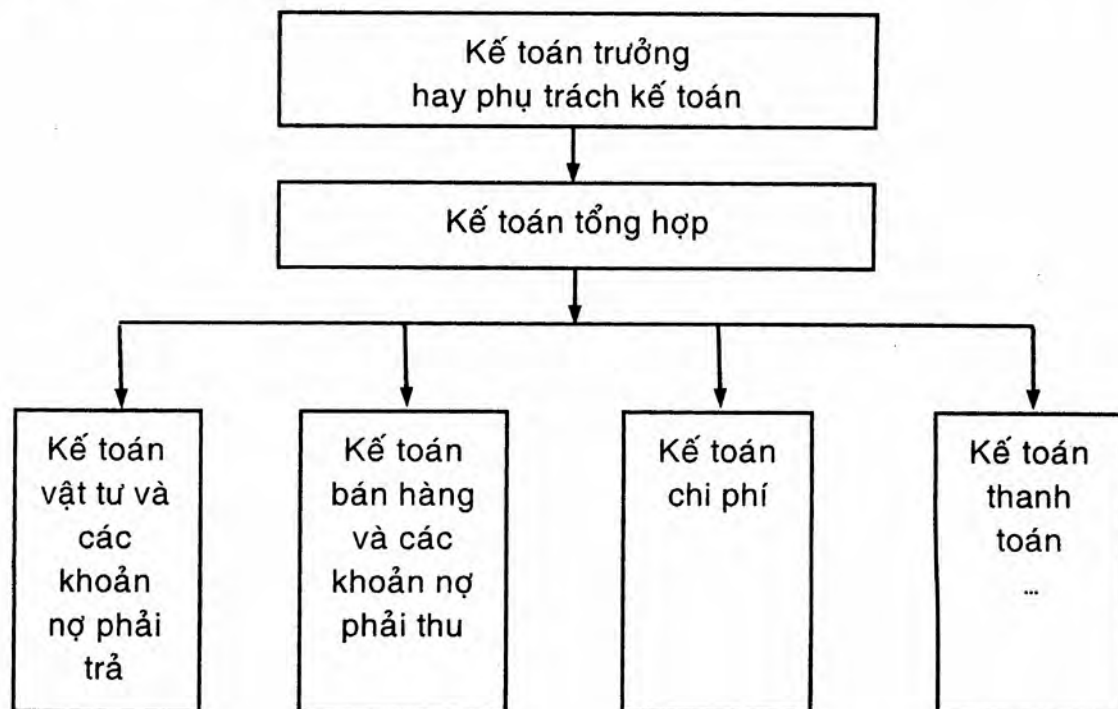 Kế toán trưởng
hay phụ trách kế toán
Kế toán tổng hợp
Kế toán
vật tư và
các
khoản
nợ phải
trả
Kế toán
bán hàng
và các
khoản nợ
phải thu
Kế toán
chi phí
Kế toán
thanh
toán
...